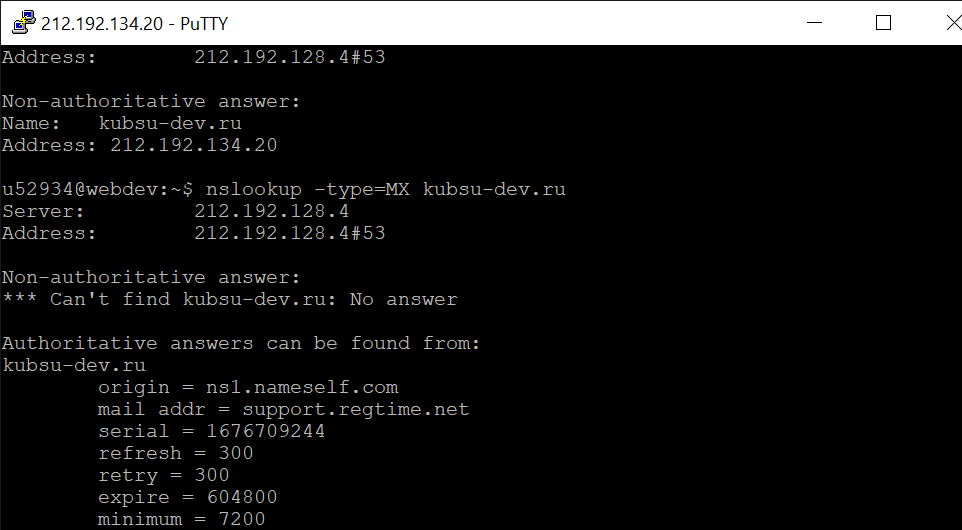 212.192.134.20 - PuTTY
Address:        212.192.128.4#53
Non-authoritative answer:
Name:   kubsu-dev.ru
Address: 212.192.134.20
u52934@webdev:~$ nslookup -type=MX kubsu-dev.ru
Server:         212.192.128.4
Address:        212.192.128.4#53
Non-authoritative answer:
*** Can't find kubsu-dev.ru: No answer
Authoritative answers can be found from:
kubsu-dev.ru
        origin = ns1.nameself.com
        mail addr = support.regtime.net
        serial = 1676709244
        refresh = 300
        retry = 300
        expire = 604800
        minimum = 7200